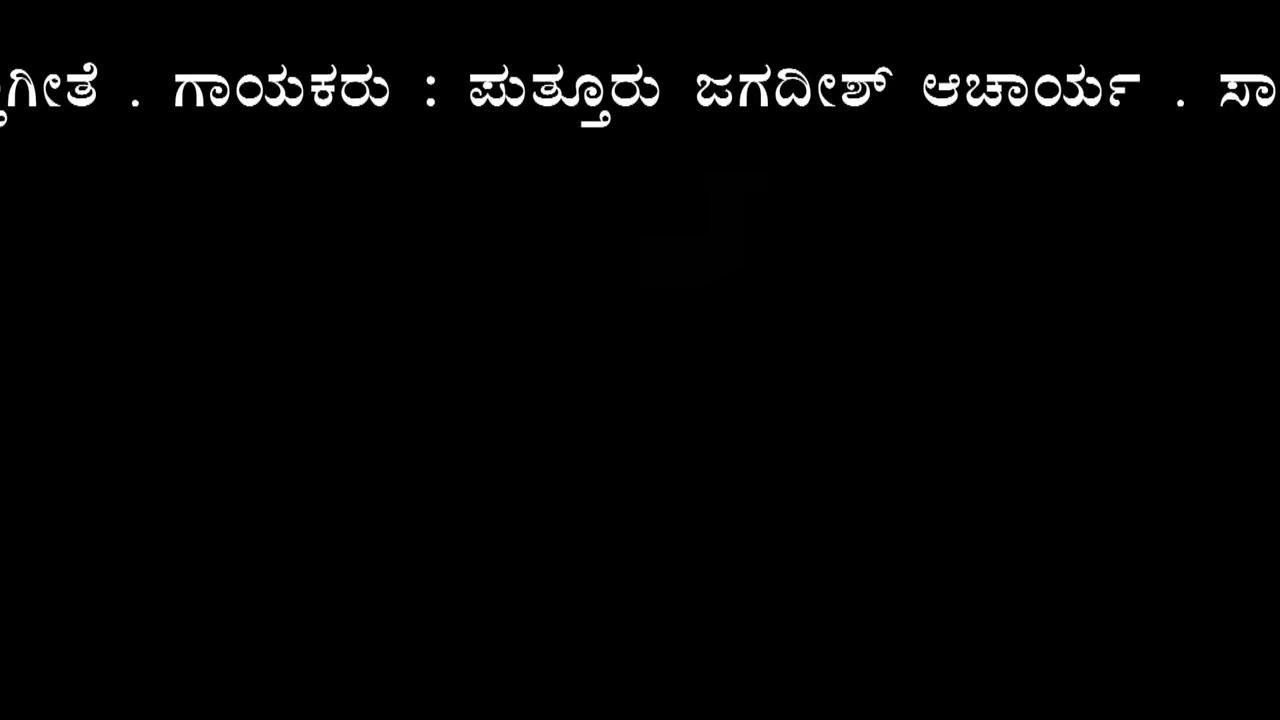 ಗೀತೆ . ಗಾಯಕರು : ಪುತ್ತೂರು ಜಗದೀಶ್ ಆಚಾರ್ಯ . ಸಾ